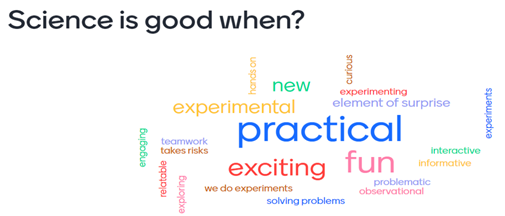 Science is good when?
hands on
curious
new
experimenting
experimental
element of surprise
experiments
practical
engaging
teamwork
takes risks
interactive
exciting
fun
informative
relatable
exploring
problematic
we do experiments
observational
solving problems